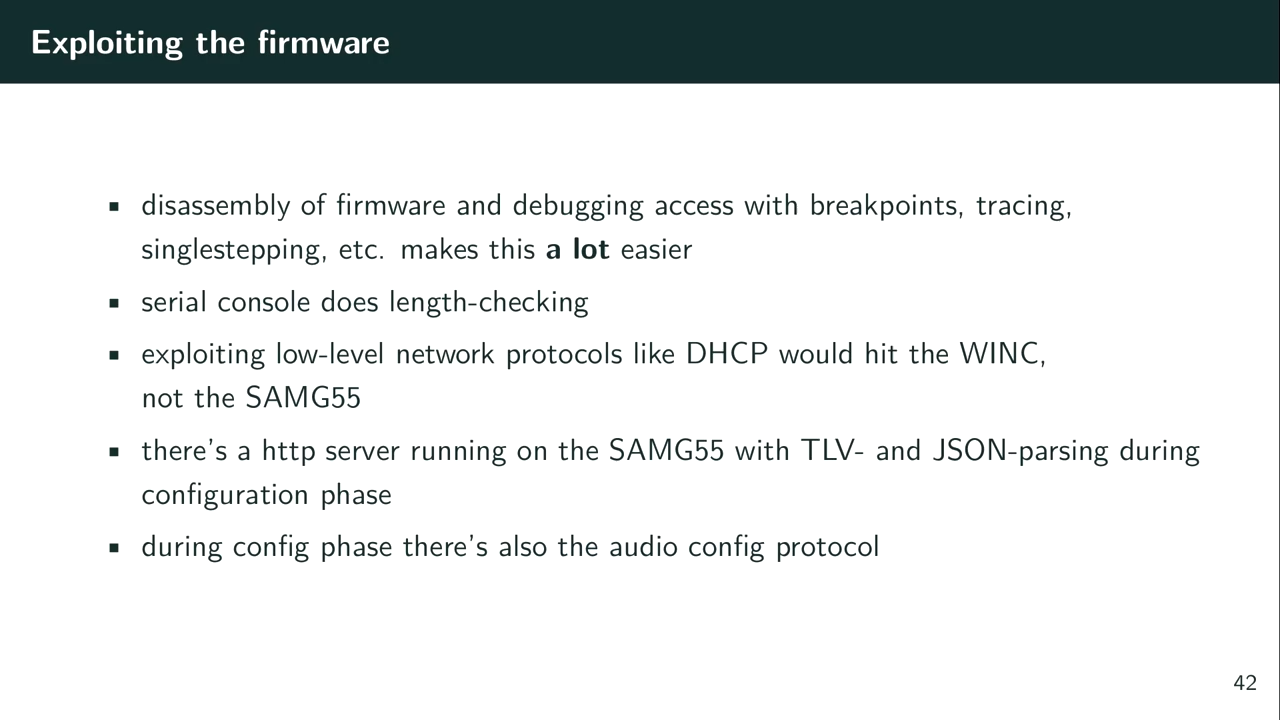 Exploiting the firmware
▪ disassembly of firmware and debugging access with breakpoints, tracing,
singlestepping, etc. makes this a lot easier
▪ serial console does length-checking
▪ exploiting low-level network protocols like DHCP would hit the WINC,
not the SAMG55
▪ there's a http server running on the SAMG55 with TLV- and JSON-parsing during
configuration phase
▪ during config phase there's also the audio config protocol
42